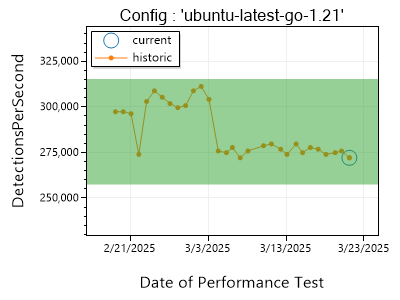 Config : 'ubuntu-latest-go-1.21'
current
historic
DetectionsPerSecond
325,000
300,000
275,000
250,000
2/21/2025
3/3/2025
3/13/2025
3/23/2025
Date of Performance Test